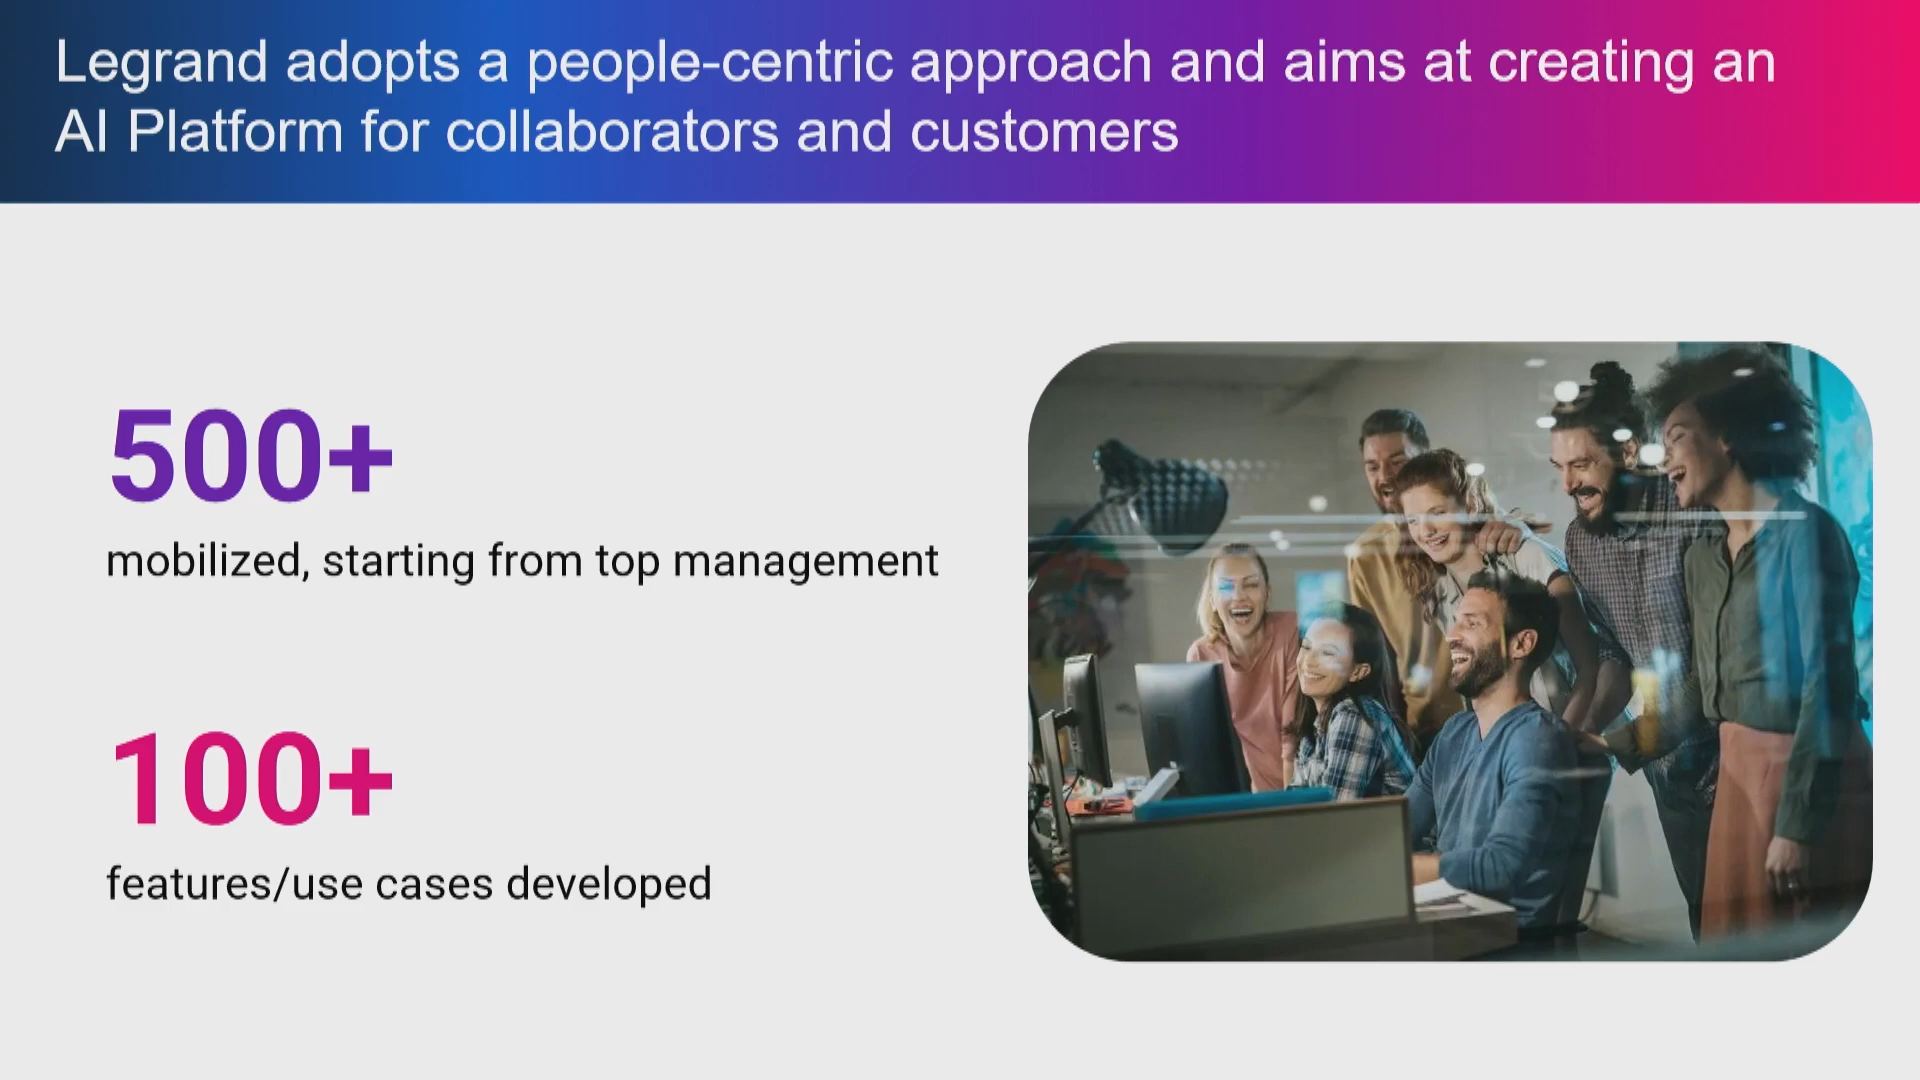 Legrand adopts a people-centric approach and aims at creating an
AI Platform for collaborators and customers
500+
mobilized, starting from top management
100+
features/use cases developed